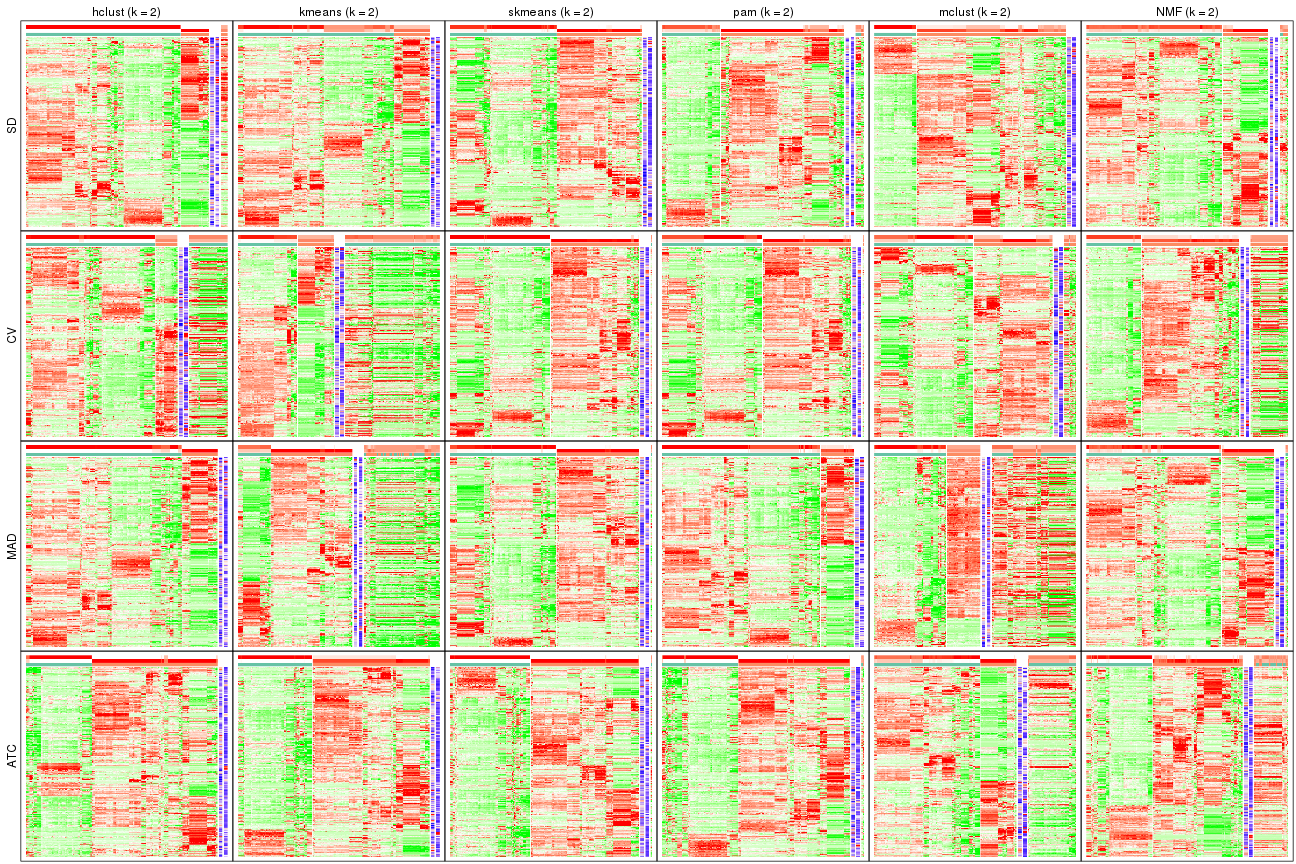 hclust (k = 2) kmeans (k = 2) skmeans (k = 2) pam (k = 2) mclust (k = 2) NMF (k = 2)
SD
CV
MAD
ATC